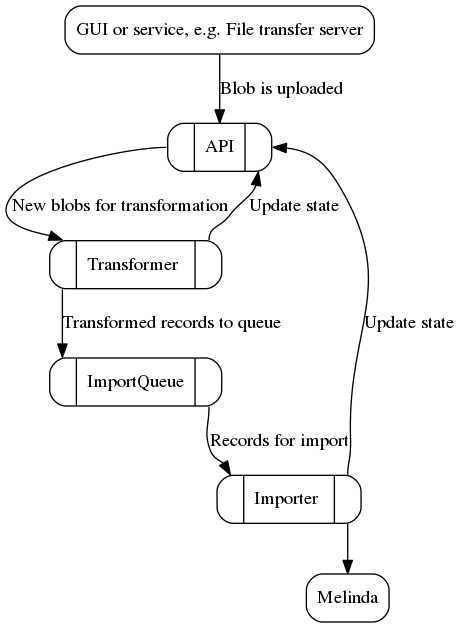 GUI or service, e.g. File transfer server
Blob is uploaded
API
New blobs for transformation
Update state
Transformer
Transformed records to queue
Update state
ImportQueue
Records for import
Importer
Melinda